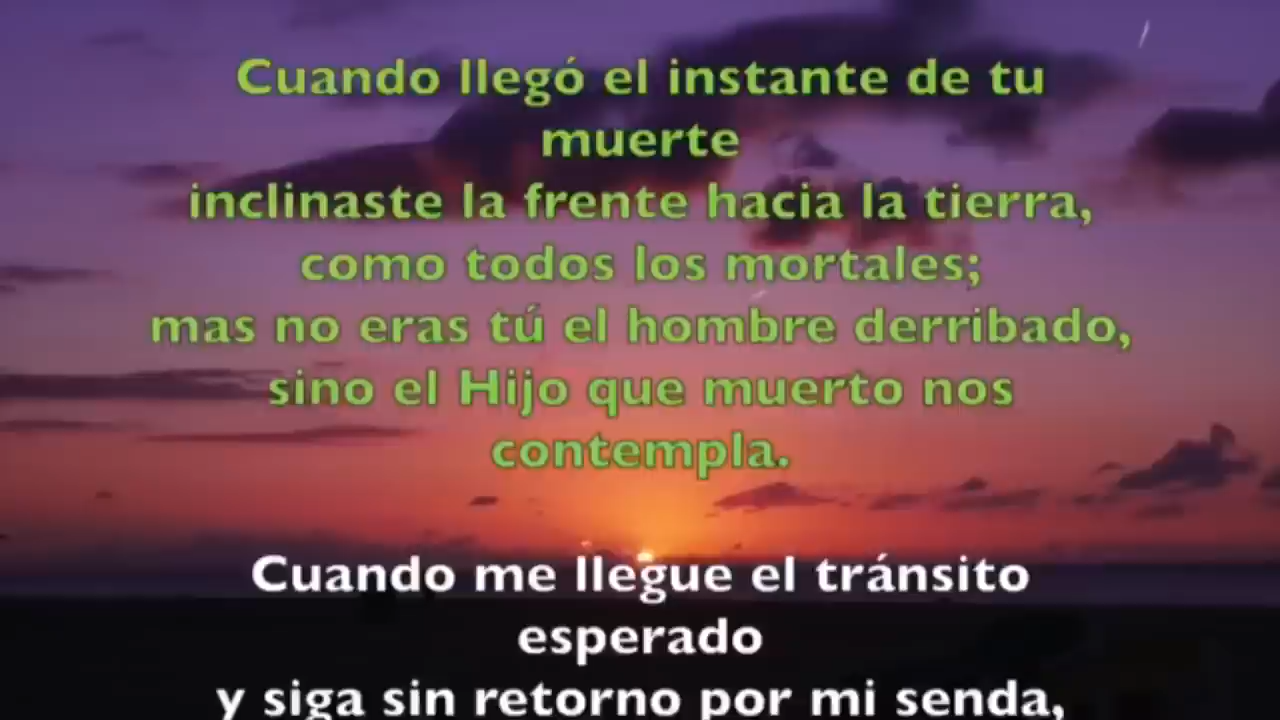 Cuando llegó el instante de tu
muerte
inclinaste la frente hacia la tierra,
como todos los mortales;
mas no eras tú el hombre derribado,
sino el Hijo que muerto nos
contempla.
Cuando me llegue el tránsito
esperado
y siga sin retorno por mi senda,